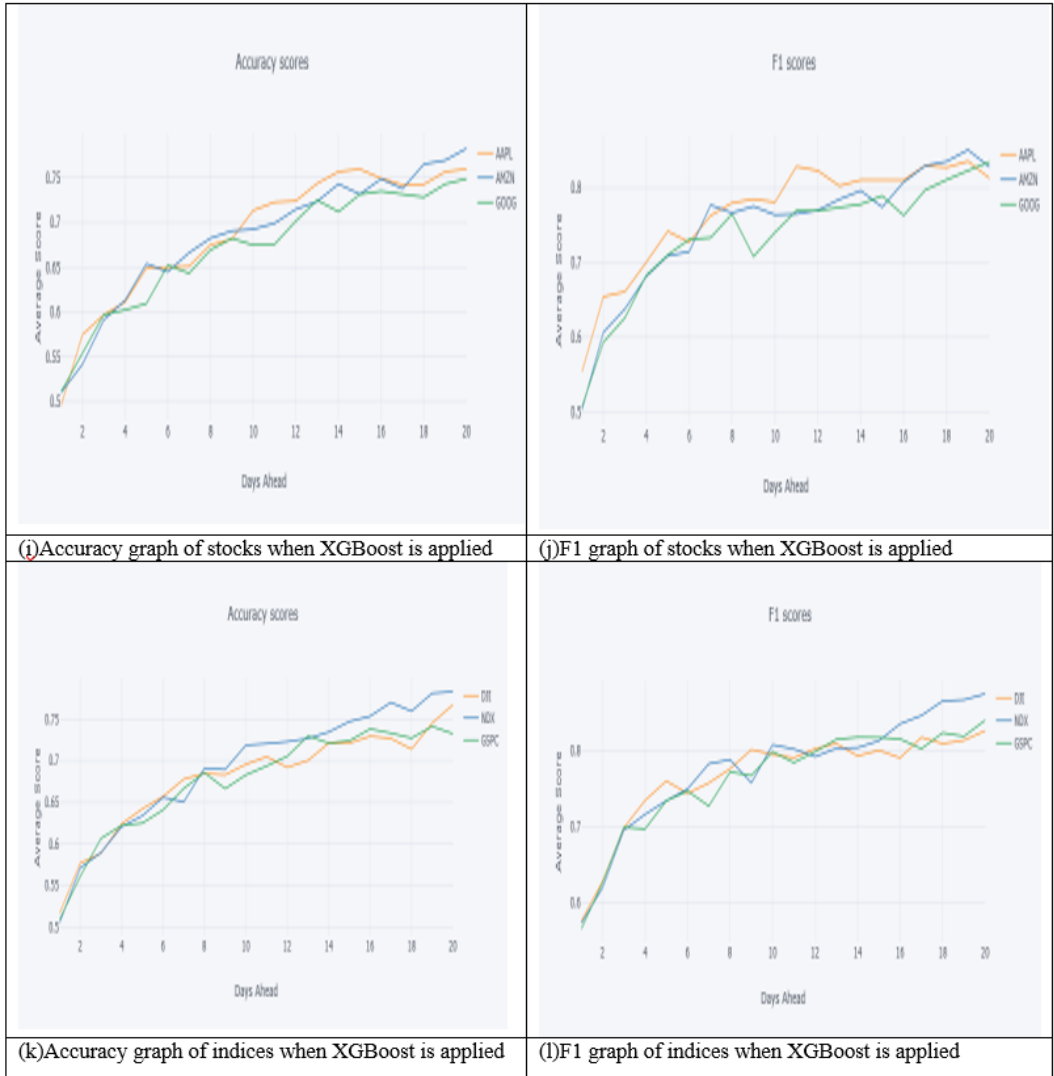 Accuracy scores
AAPL
AMZN
GOOG
0.75
0.7
0.65
0.6
0.55
0.5
Average Score
2 4 6 8 10 12 14 16 18 20
Days Ahead
F1 scores
AAPL
AMZN
GOOG
0.8
0.7
0.6
0.5
Average Score
2 4 6 8 10 12 14 16 18 20
Days Ahead
(i)Accuracy graph of stocks when XGBoost is applied
(j)F1 graph of stocks when XGBoost is applied
Accuracy scores
DJI
NDX
GSPC
0.75
0.7
0.65
0.6
0.55
0.5
Average Score
2 4 6 8 10 12 14 16 18 20
Days Ahead
F1 scores
DJI
NDX
GSPC
0.8
0.7
0.6
Average Score
2 4 6 8 10 12 14 16 18 20
Days Ahead
(k)Accuracy graph of indices when XGBoost is applied
(l)F1 graph of indices when XGBoost is applied